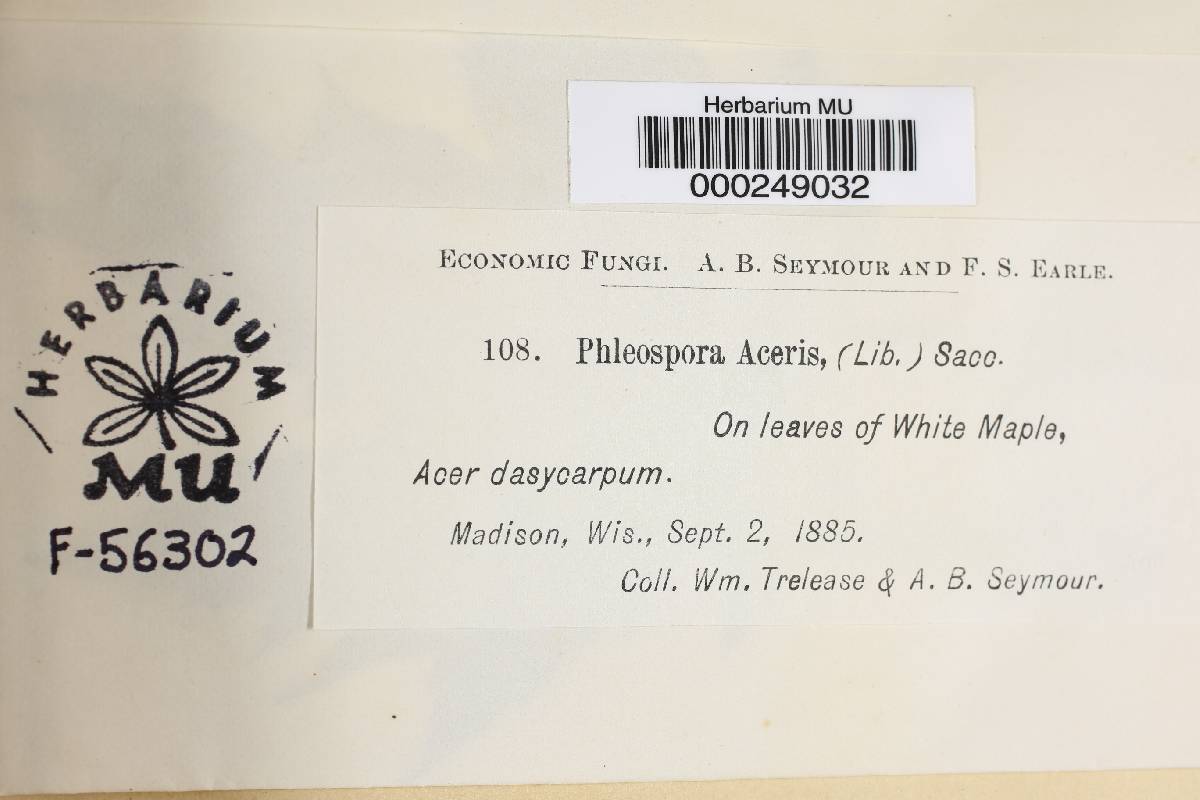 Herbarium MU
000249032
ECONOMIC FUNGI. A. B. SEYMOUR AND F. S. EARLE.
108. Phleospora Aceris, (Lib.) Sacc.
On leaves of White Maple,
Acer dasycarpum.
Madison, Wis., Sept. 2, 1885.
Coll. Wm. Trelease & A. B. Seymour.
HERBARIUM
MU
F-56302